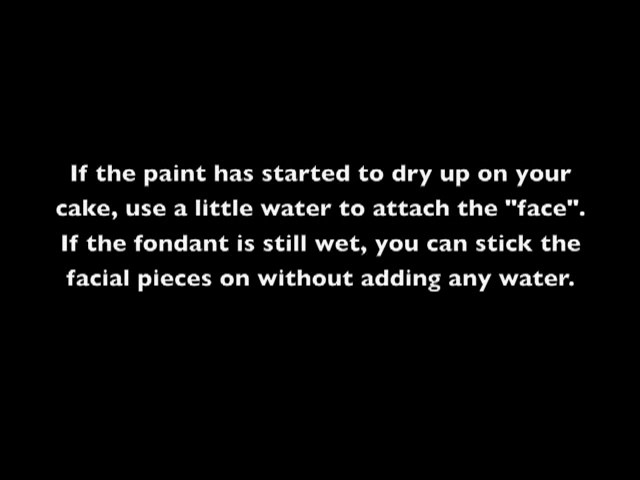 If the paint has started to dry up on your
cake, use a little water to attach the "face".
If the fondant is still wet, you can stick the
facial pieces on without adding any water.